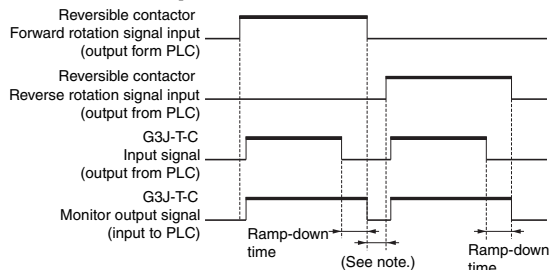 Reversible contactor
Forward rotation signal input
(output form PLC)
Reversible contactor
Reverse rotation signal input
(output from PLC)
G3J-T-C
Input signal
(output from PLC)
G3J-T-C
Monitor output signal
(input to PLC)
Ramp-down
time
(See note.)
Ramp-down
time